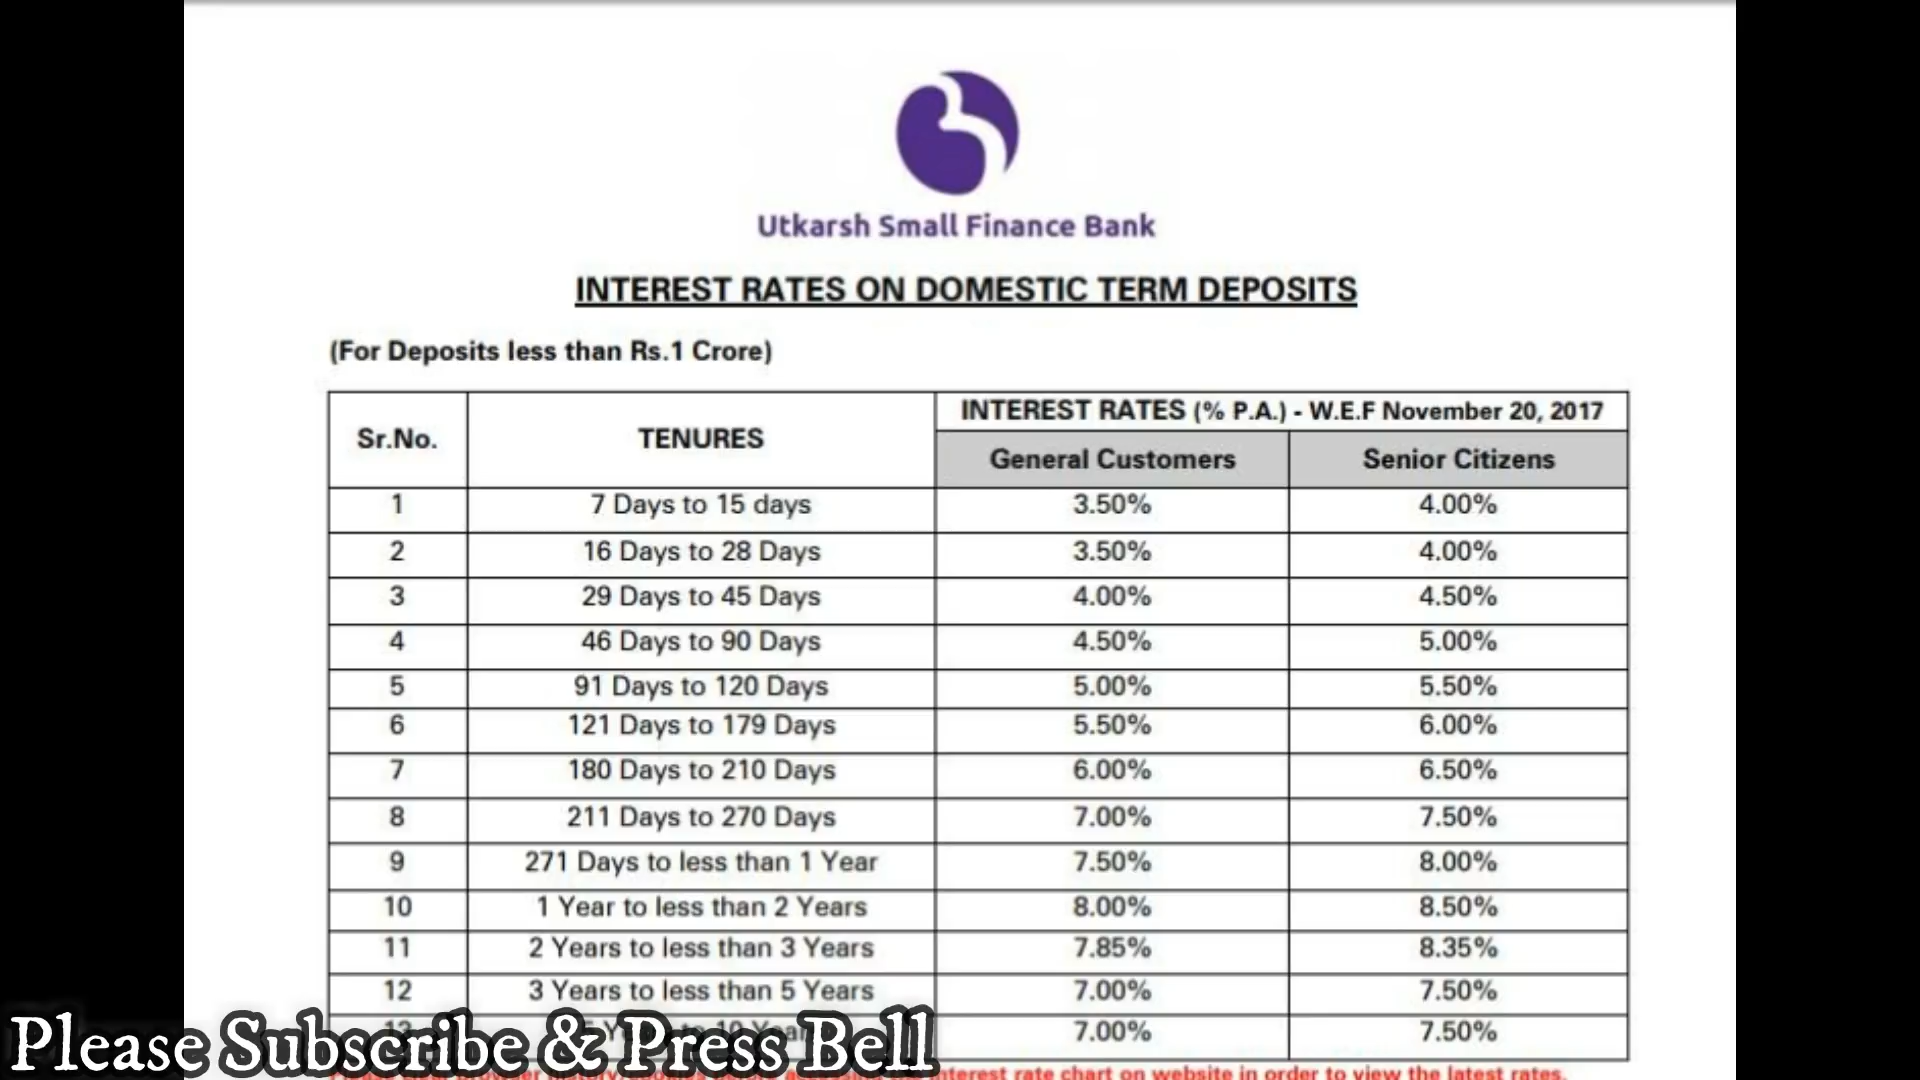 Utkarsh Small Finance Bank
INTEREST RATES ON DOMESTIC TERM DEPOSITS
(For Deposits less than Rs.1 Crore)
Sr.No. TENURES INTEREST RATES (% P.A.) - W.E.F November 20, 2017
General Customers Senior Citizens
1 7 Days to 15 days 3.50% 4.00%
2 16 Days to 28 Days 3.50% 4.00%
3 29 Days to 45 Days 4.00% 4.50%
4 46 Days to 90 Days 4.50% 5.00%
5 91 Days to 120 Days 5.00% 5.50%
6 121 Days to 179 Days 5.50% 6.00%
7 180 Days to 210 Days 6.00% 6.50%
8 211 Days to 270 Days 7.00% 7.50%
9 271 Days to less than 1 Year 7.50% 8.00%
10 1 Year to less than 2 Years 8.00% 8.50%
11 2 Years to less than 3 Years 7.85% 8.35%
12 3 Years to less than 5 Years 7.00% 7.50%
7.00% 7.50%
Please Subscribe & Press Bell
interest rate chart on website in order to view the latest rates.